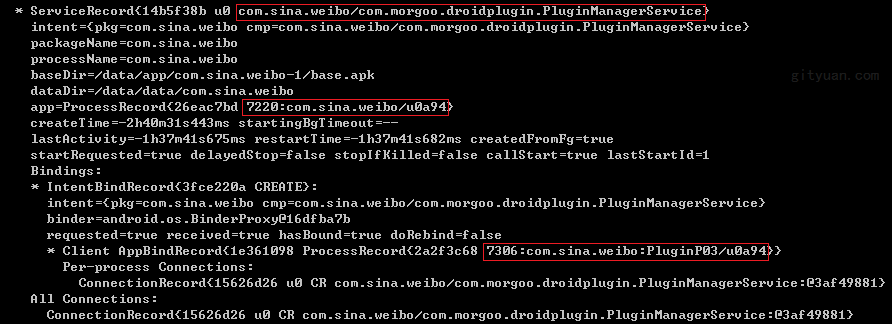 * ServiceRecord{14b5f38b u0 com.sina.weibo/com.morgoo.droidplugin.PluginManagerService}
intent={pkg=com.sina.weibo cmp=com.sina.weibo/com.morgoo.droidplugin.PluginManagerService}
packageName=com.sina.weibo
processName=com.sina.weibo
baseDir=/data/app/com.sina.weibo-1/base.apk
gityuan.com
dataDir=/data/data/com.sina.weibo
app=ProcessRecord{26eac7bd 7220:com.sina.weibo/u0a94}
createTime=-2h40m31s443ms startingBgTimeout=--
lastActivity=-1h37m41s675ms restartTime=-1h37m41s682ms createdFromFg=true
startRequested=true delayedStop=false stopIfKilled=false callStart=true lastStartId=1
Bindings:
* IntentBindRecord{3fce220a CREATE}:
intent={pkg=com.sina.weibo cmp=com.sina.weibo/com.morgoo.droidplugin.PluginManagerService}
binder=android.os.BinderProxy@16dfba7b
requested=true received=true hasBound=true doRebind=false
* Client AppBindRecord{1e361098 ProcessRecord{2a2f3c68 7306:com.sina.weibo:PluginP03/u0a94}}
Per-process Connections:
ConnectionRecord{15626d26 u0 CR com.sina.weibo/com.morgoo.droidplugin.PluginManagerService:@3af49881}
All Connections:
ConnectionRecord{15626d26 u0 CR com.sina.weibo/com.morgoo.droidplugin.PluginManagerService:@3af49881}